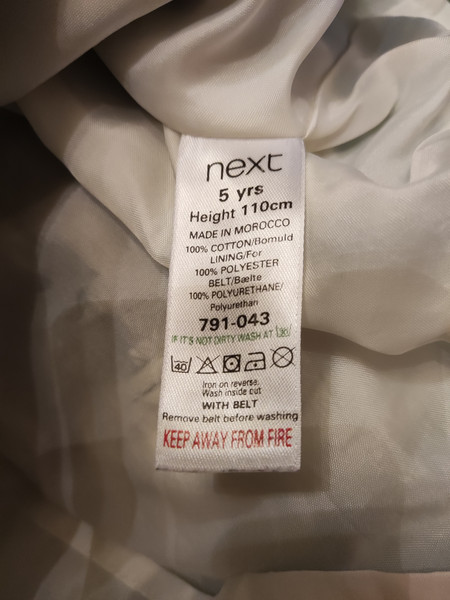 next
5 yrs
Height 110cm
MADE IN MOROCCO
100% COTTON/Bomuld
LINING/For
100% POLYESTER
BELT/Bælte
100% POLYURETHANE/
Polyurethan
791-043
IF IT'S NOT DIRTY WASH AT
40
Iron on reverse.
Wash inside out
WITH BELT
Remove belt before washing
KEEP AWAY FROM FIRE